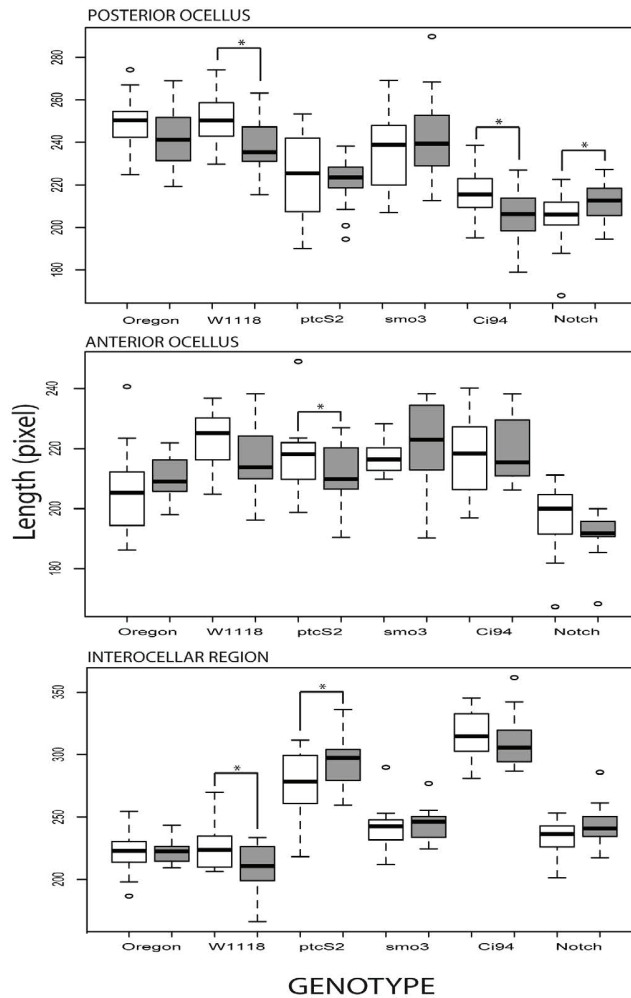 POSTERIOR OCELLUS
280
260
240
220
200
180
* * *
Oregon W1118 ptcS2 smo3 Ci94 Notch
ANTERIOR OCELLUS
240
220
200
180
*
Oregon W1118 ptcS2 smo3 Ci94 Notch
Length (pixel)
INTEROCELLAR REGION
350
300
250
200
* *
Oregon W1118 ptcS2 smo3 Ci94 Notch
GENOTYPE